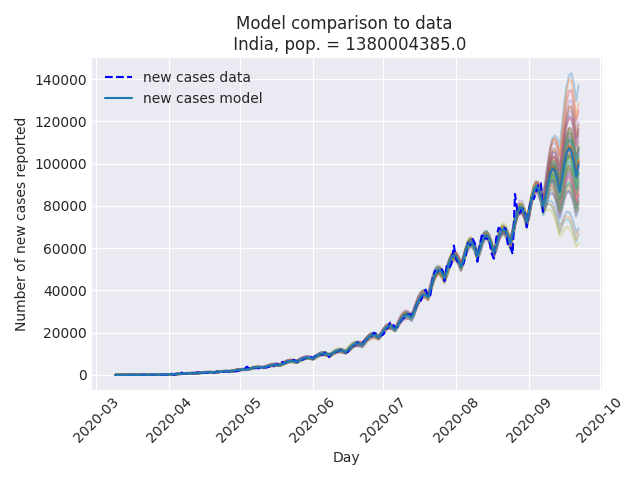 Model comparison to data
India, pop. = 1380004385.0
new cases data
new cases model
140000
120000
100000
80000
60000
40000
20000
0
Number of new cases reported
2020-03
2020-04
2020-05
2020-06
2020-07
2020-08
2020-09
2020-10
Day